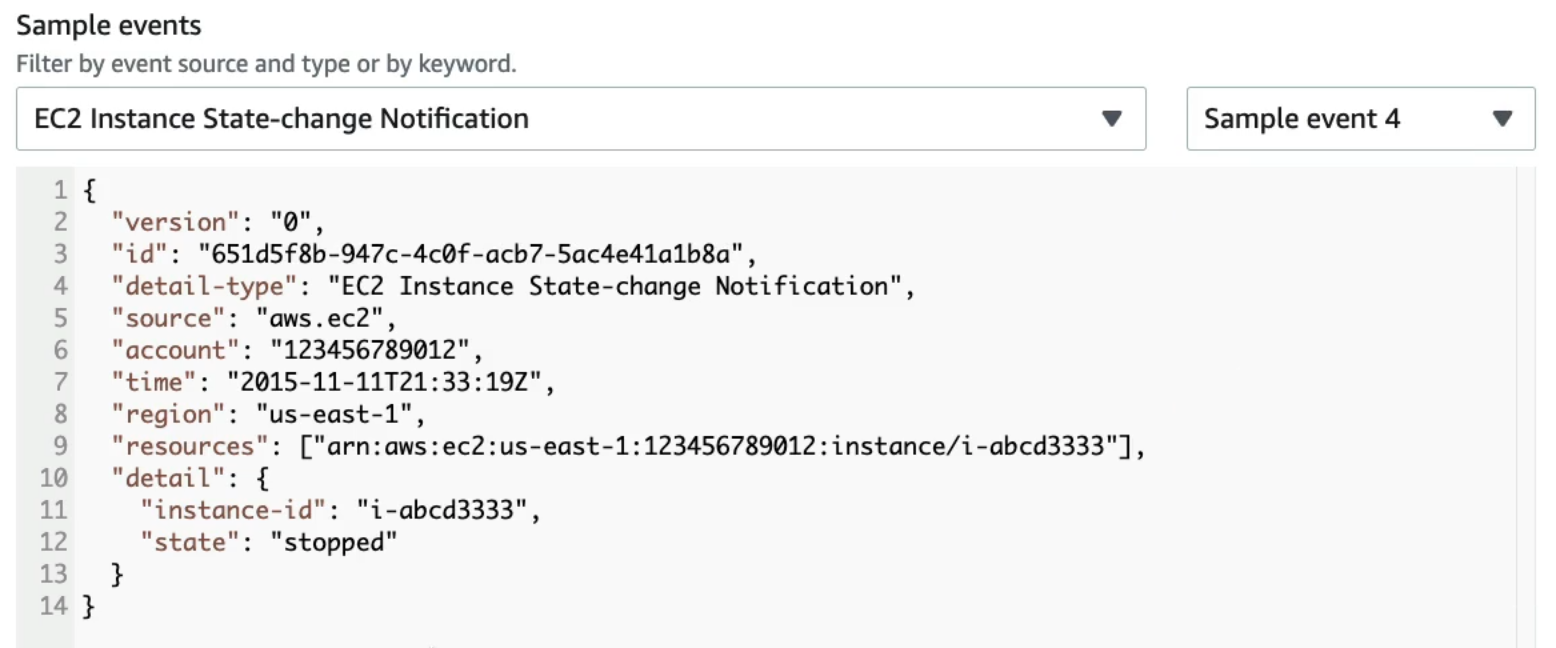 Sample events
Filter by event source and type or by keyword.
EC2 Instance State-change Notification
Sample event 4
1 {
2 "version": "0",
3 "id": "651d5f8b-947c-4c0f-acb7-5ac4e41a1b8a",
4 "detail-type": "EC2 Instance State-change Notification",
5 "source": "aws.ec2",
6 "account": "123456789012",
7 "time": "2015-11-11T21:33:19Z",
8 "region": "us-east-1",
9 "resources": ["arn:aws:ec2:us-east-1:123456789012:instance/i-abcd3333"],
10 "detail": {
11 "instance-id": "i-abcd3333",
12 "state": "stopped"
13 }
14 }